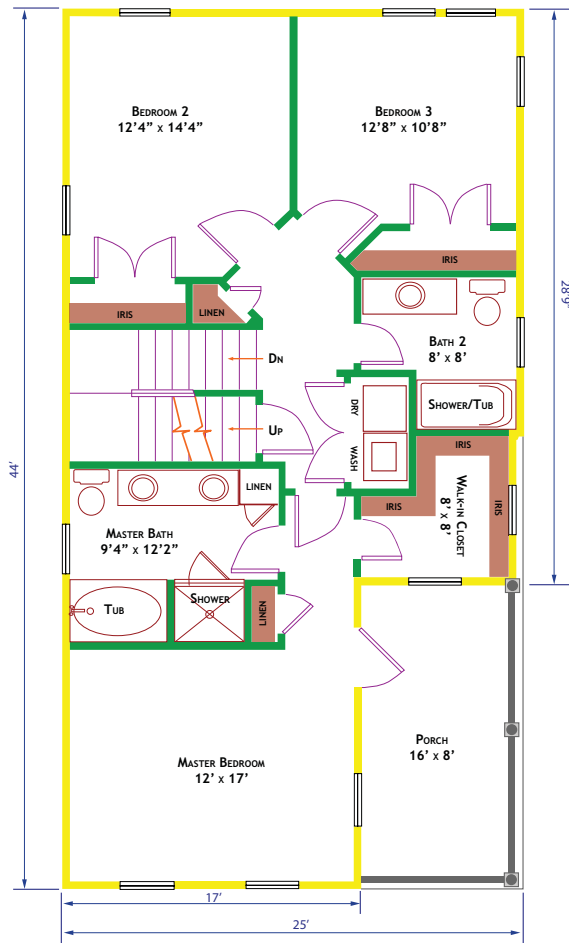 Bedroom 2
12'4" x 14'4"
Bedroom 3
12'8" x 10'8"
IRIS
28'9"
IRIS
LINEN
Bath 2
8' x 8'
Dn
Up
DRY
WASH
Shower/Tub
44'
IRIS
IRIS
IRIS
Walk-in Closet
8' x 8'
LINEN
Master Bath
9'4" x 12'2"
Tub
Shower
LINEN
Porch
16' x 8'
Master Bedroom
12' x 17'
17'
25'